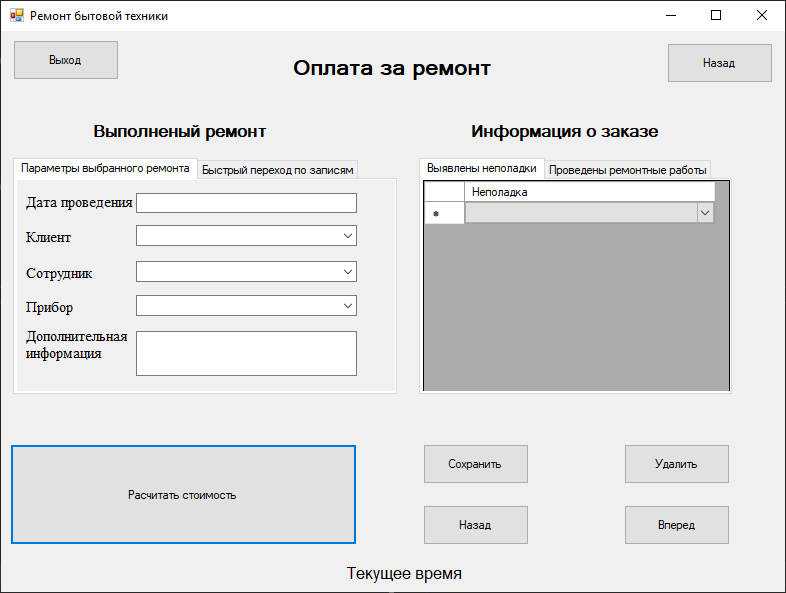 Ремонт бытовой техники
Выход
Оплата за ремонт
Назад
Выполненый ремонт
Информация о заказе
Параметры выбранного ремонта
Быстрый переход по записям
Выявлены неполадки
Проведены ремонтные работы
Дата проведения
Клиент
Сотрудник
Прибор
Дополнительная
информация
Неполадка
Расчитать стоимость
Сохранить
Удалить
Назад
Вперед
Текущее время